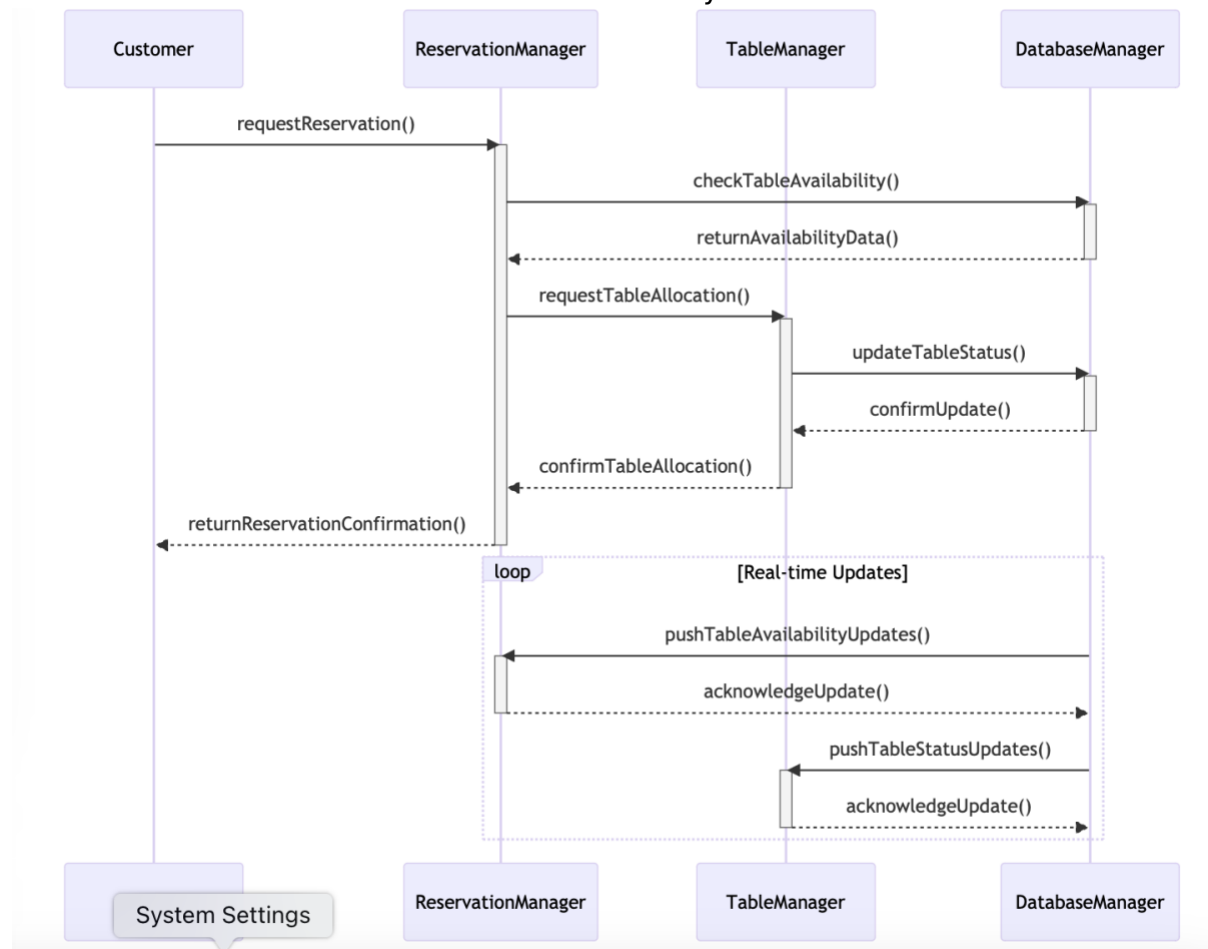 Customer ReservationManager TableManager DatabaseManager
requestReservation()
checkTableAvailability()
returnAvailabilityData()
requestTableAllocation()
updateTableStatus()
confirmUpdate()
confirmTableAllocation()
returnReservationConfirmation()
loop [Real-time Updates]
pushTableAvailabilityUpdates()
acknowledgeUpdate()
pushTableStatusUpdates()
acknowledgeUpdate()
ReservationManager TableManager DatabaseManager
System Settings